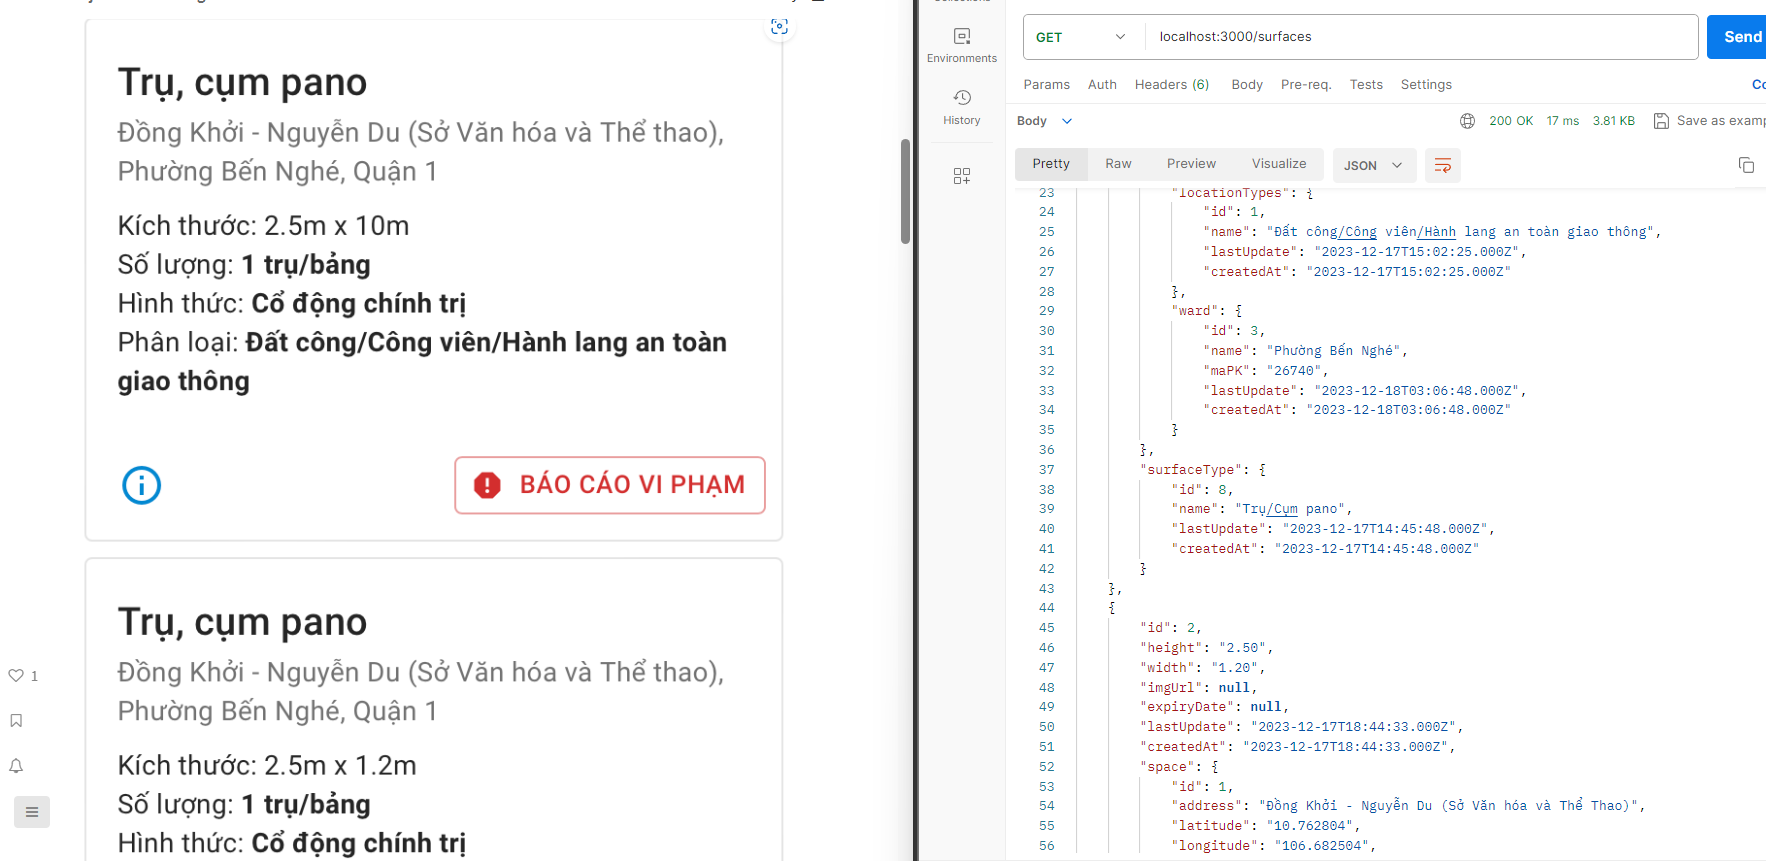 Trụ, cụm pano
Đồng Khởi - Nguyễn Du (Sở Văn hóa và Thể thao),
Phường Bến Nghé, Quận 1
Kích thước: 2.5m x 10m
Số lượng: 1 trụ/bảng
Hình thức: Cổ động chính trị
Phân loại: Đất công/Công viên/Hành lang an toàn
giao thông
BÁO CÁO VI PHẠM
Trụ, cụm pano
Đồng Khởi - Nguyễn Du (Sở Văn hóa và Thể thao),
Phường Bến Nghé, Quận 1
Kích thước: 2.5m x 1.2m
Số lượng: 1 trụ/bảng
Hình thức: Cổ động chính trị
1
Collections
Environments
History
GET
localhost:3000/surfaces
Send
Params Auth Headers (6) Body Pre-req. Tests Settings
Body
200 OK 17 ms 3.81 KB Save as examp
Pretty Raw Preview Visualize JSON
23 "locationTypes": {
24 "id": 1,
25 "name": "Đất công/Công viên/Hành lang an toàn giao thông",
26 "lastUpdate": "2023-12-17T15:02:25.000Z",
27 "createdAt": "2023-12-17T15:02:25.000Z"
28 },
29 "ward": {
30 "id": 3,
31 "name": "Phường Bến Nghé",
32 "maPK": "26740",
33 "lastUpdate": "2023-12-18T03:06:48.000Z",
34 "createdAt": "2023-12-18T03:06:48.000Z"
35 }
36 },
37 "surfaceType": {
38 "id": 8,
39 "name": "Trụ/Cụm pano",
40 "lastUpdate": "2023-12-17T14:45:48.000Z",
41 "createdAt": "2023-12-17T14:45:48.000Z"
42 }
43 },
44 {
45 "id": 2,
46 "height": "2.50",
47 "width": "1.20",
48 "imgUrl": null,
49 "expiryDate": null,
50 "lastUpdate": "2023-12-17T18:44:33.000Z",
51 "createdAt": "2023-12-17T18:44:33.000Z",
52 "space": {
53 "id": 1,
54 "address": "Đồng Khởi - Nguyễn Du (Sở Văn hóa và Thể Thao)",
55 "latitude": "10.762804",
56 "longitude": "106.682504",